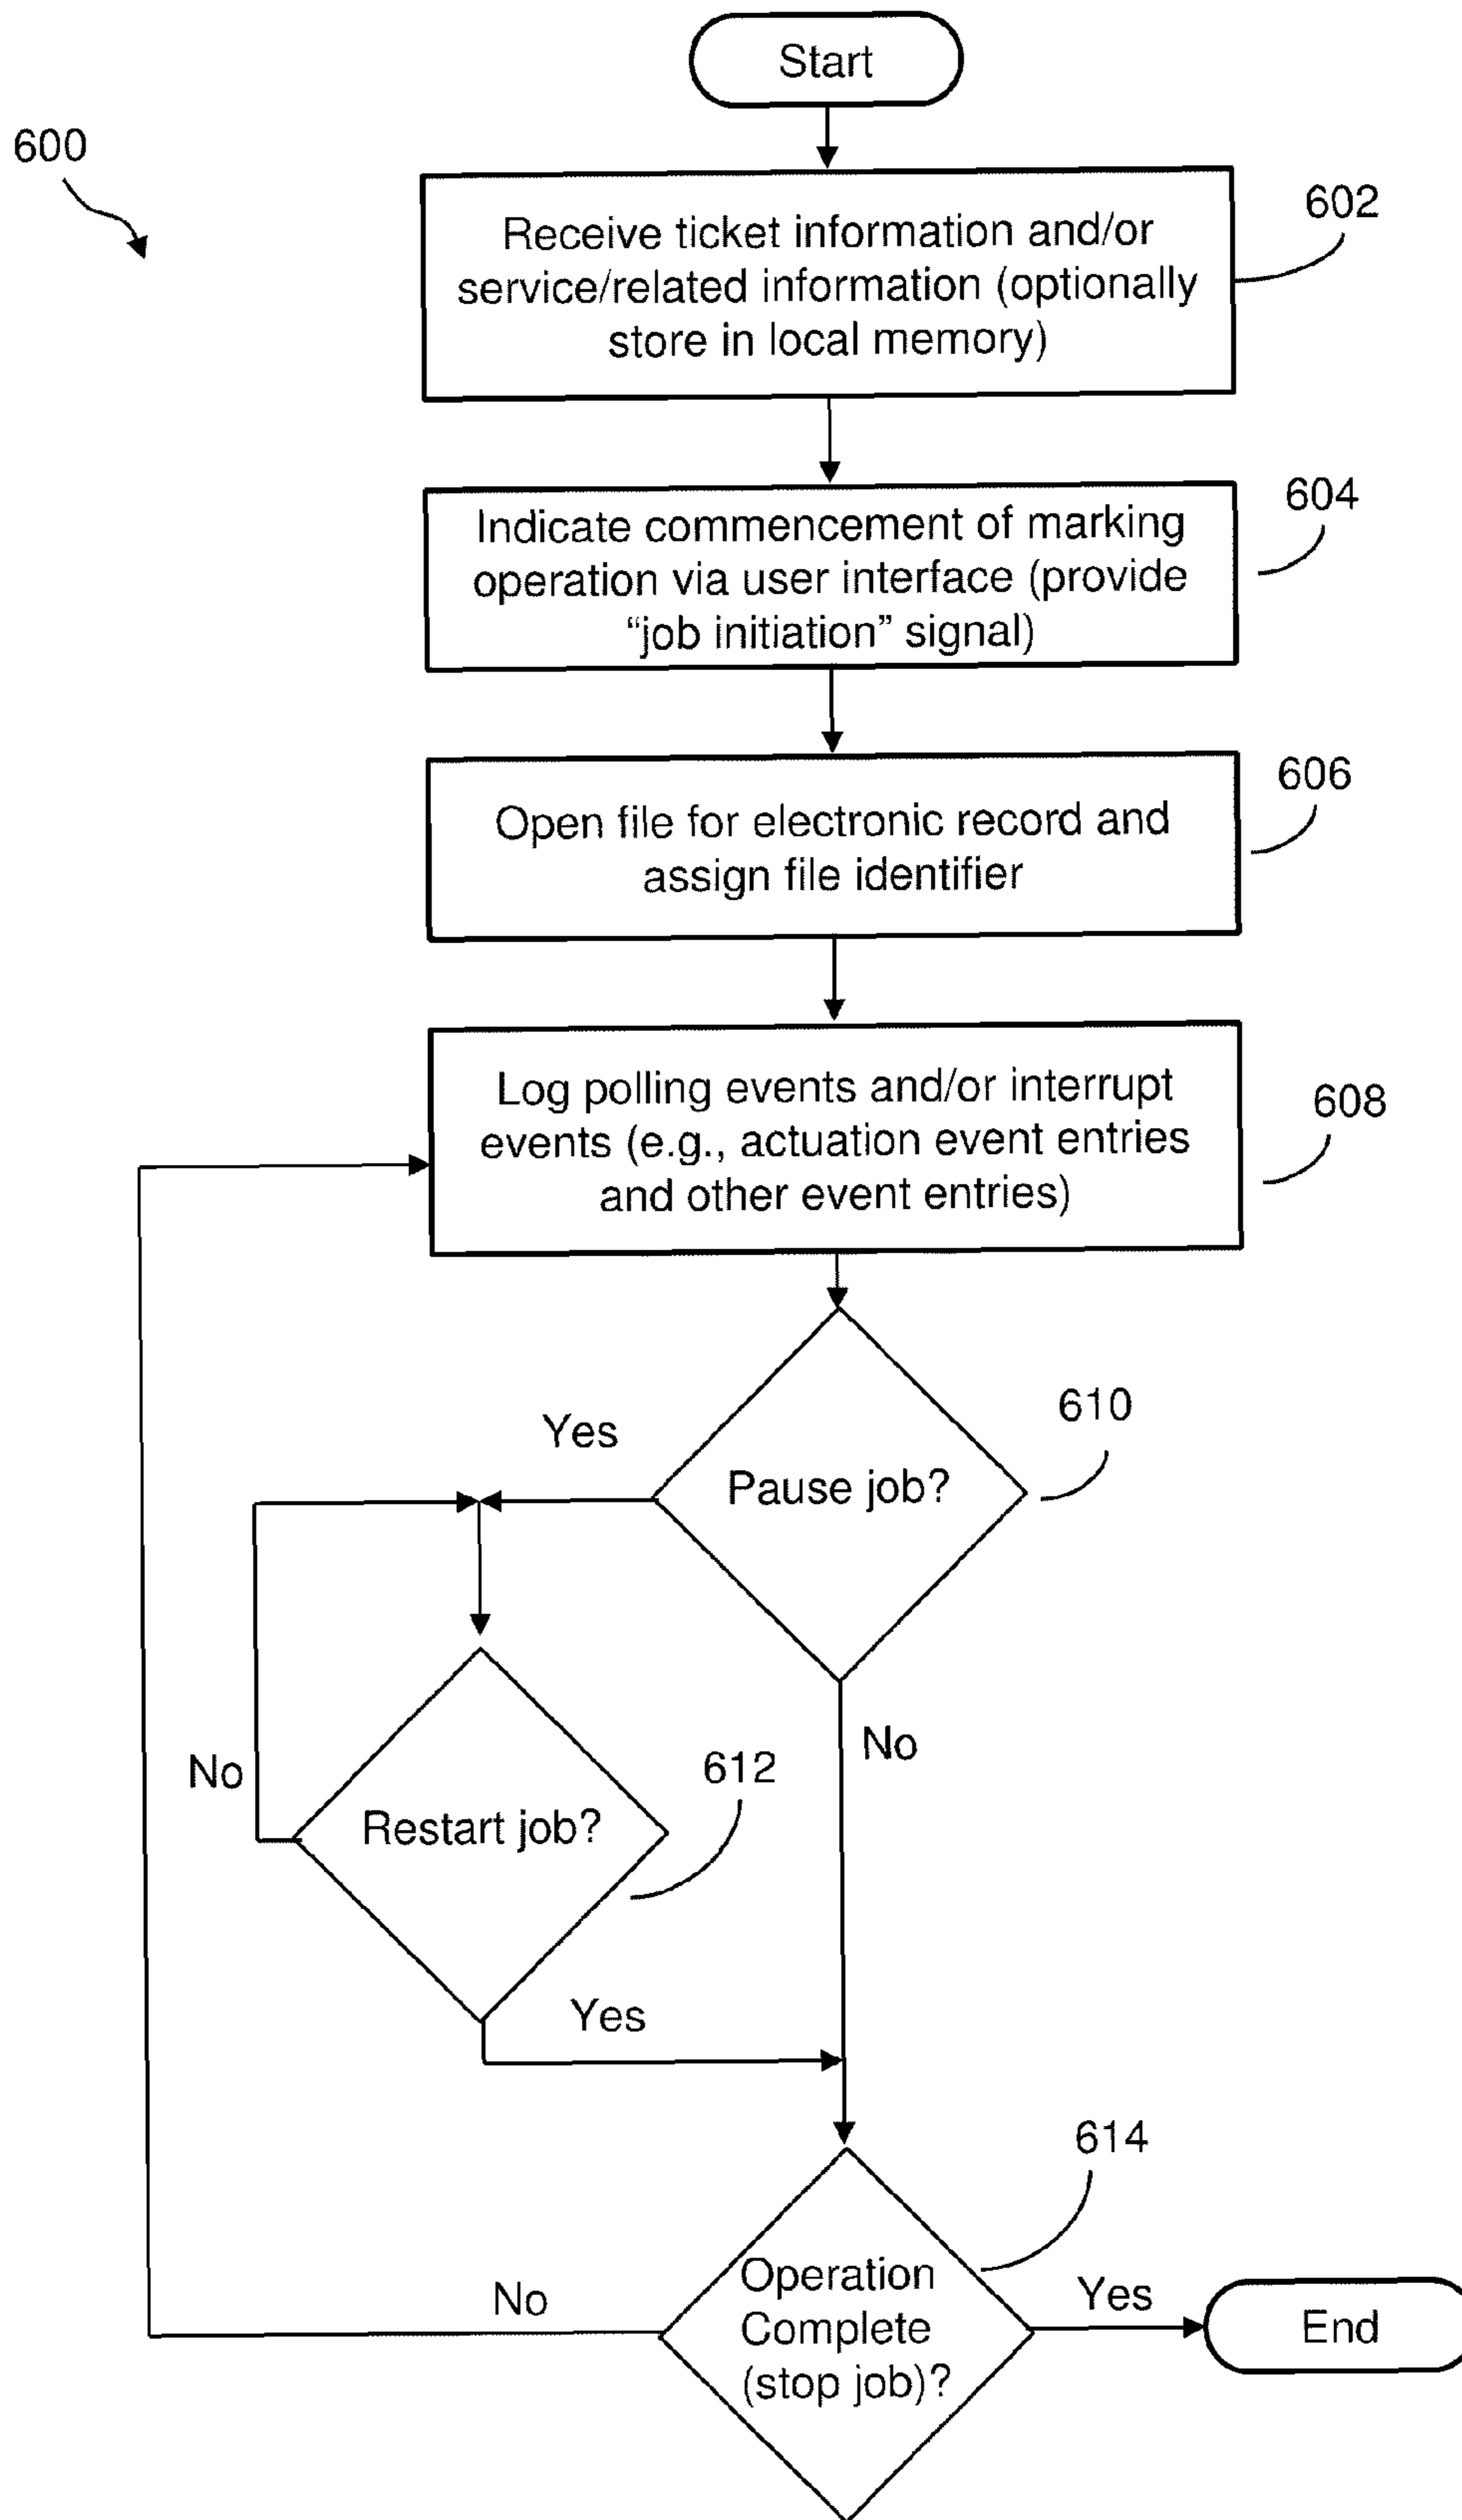 Start
600
602
Receive ticket information and/or
service/related information (optionally
store in local memory)
604
Indicate commencement of marking
operation via user interface (provide
“job initiation” signal)
606
Open file for electronic record and
assign file identifier
608
Log polling events and/or interrupt
events (e.g., actuation event entries
and other event entries)
610
Yes
Pause job?
No
612
No
Restart job?
Yes
614
Operation
Complete
(stop job)?
No
Yes
End